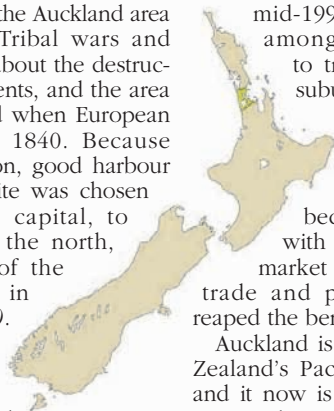 the Auckland area
Tribal wars and
bout the destruc-
ents, and the area
d when European
1840. Because
on, good harbour
ite was chosen
capital, to
the north,
of the
in
).
mid-199
among
to tr
subu
bec
with
market
trade and p
reaped the ben
Auckland is
Zealand's Pac
and it now is